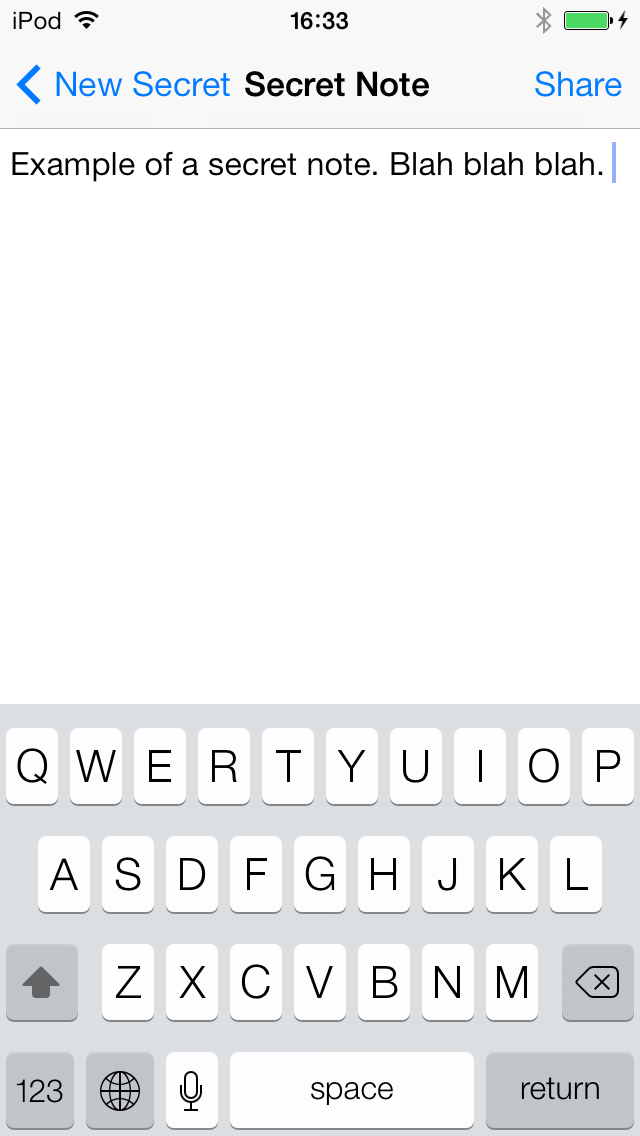 iPod 16:33
New Secret Secret Note Share
Example of a secret note. Blah blah blah.
Q W E R T Y U I O P
A S D F G H J K L
Z X C V B N M
123 space return